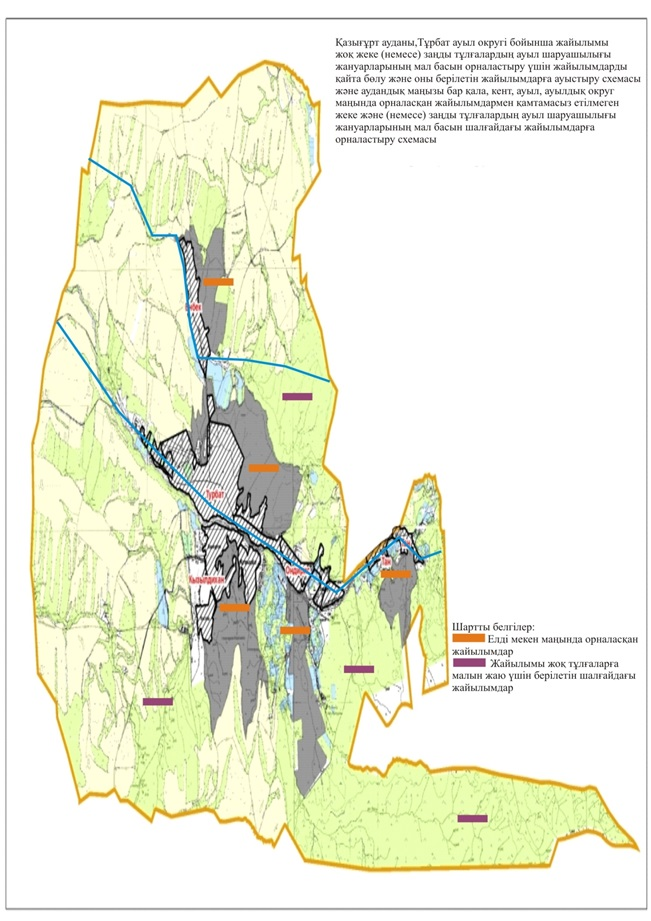 Қазығұрт ауданы,Тұрбат ауыл округі бойынша жайылымы
жоқ жеке (немесе) заңды тұлғалардың ауыл шаруашылығы
жануарларының мал басын орналастыру үшін жайылымдарды
қайта бөлу және оны берілетін жайылымдарға ауыстыру схемасы
және аудандық маңызы бар қала, кент, ауыл, ауылдық округ
маңында орналасқан жайылымдармен қамтамасыз етілмеген
жеке және (немесе) заңды тұлғалардың ауыл шаруашылығы
жануарларының мал басын шалғайдағы жайылымдарға
орналастыру схемасы
Турбат
Кызылдихан
Ондирис
Шартты белгілер:
Елді мекен маңында орналасқан
жайылымдар
Жайылымы жоқ тұлғаларға
малын жаю үшін берілетін шалғайдағы
жайылымдар